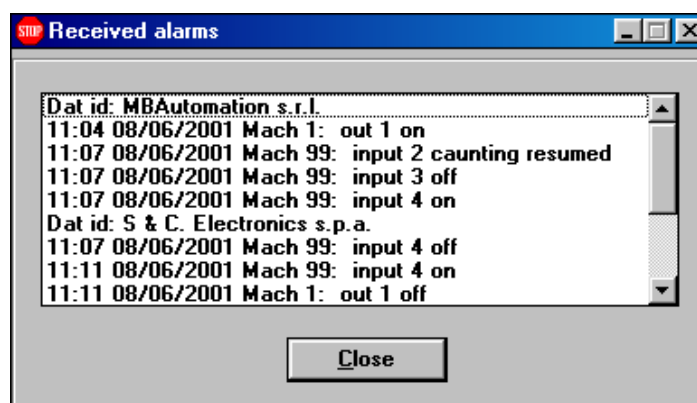 STOP Received alarms
Dat id: MBAutomation s.r.l.
11:04 08/06/2001 Mach 1: out 1 on
11:07 08/06/2001 Mach 99: input 2 caunting resumed
11:07 08/06/2001 Mach 99: input 3 off
11:07 08/06/2001 Mach 99: input 4 on
Dat id: S & C. Electronics s.p.a.
11:07 08/06/2001 Mach 99: input 4 off
11:11 08/06/2001 Mach 99: input 4 on
11:11 08/06/2001 Mach 1: out 1 off
Close